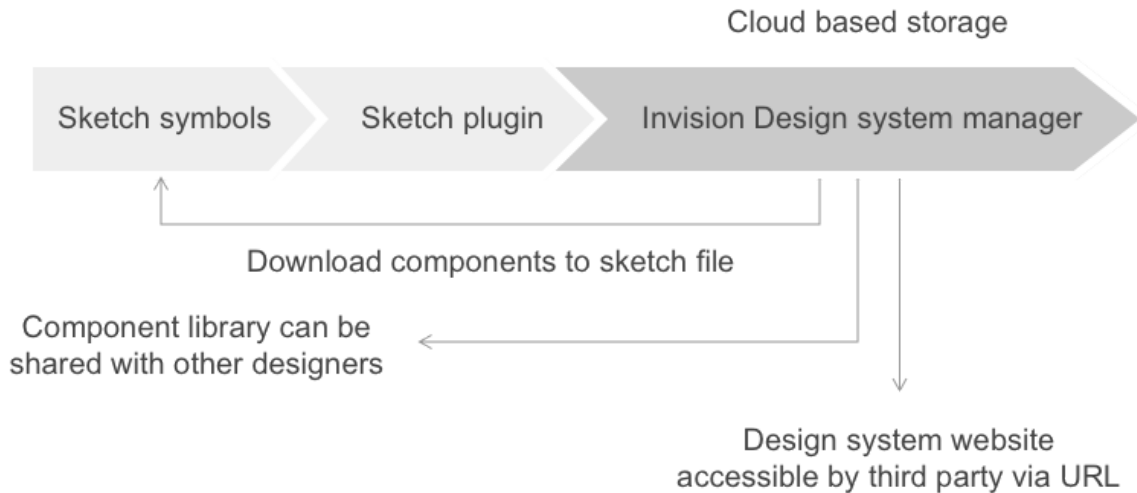 Cloud based storage
Sketch symbols
Sketch plugin
Invision Design system manager
Download components to sketch file
Component library can be
shared with other designers
Design system website
accessible by third party via URL